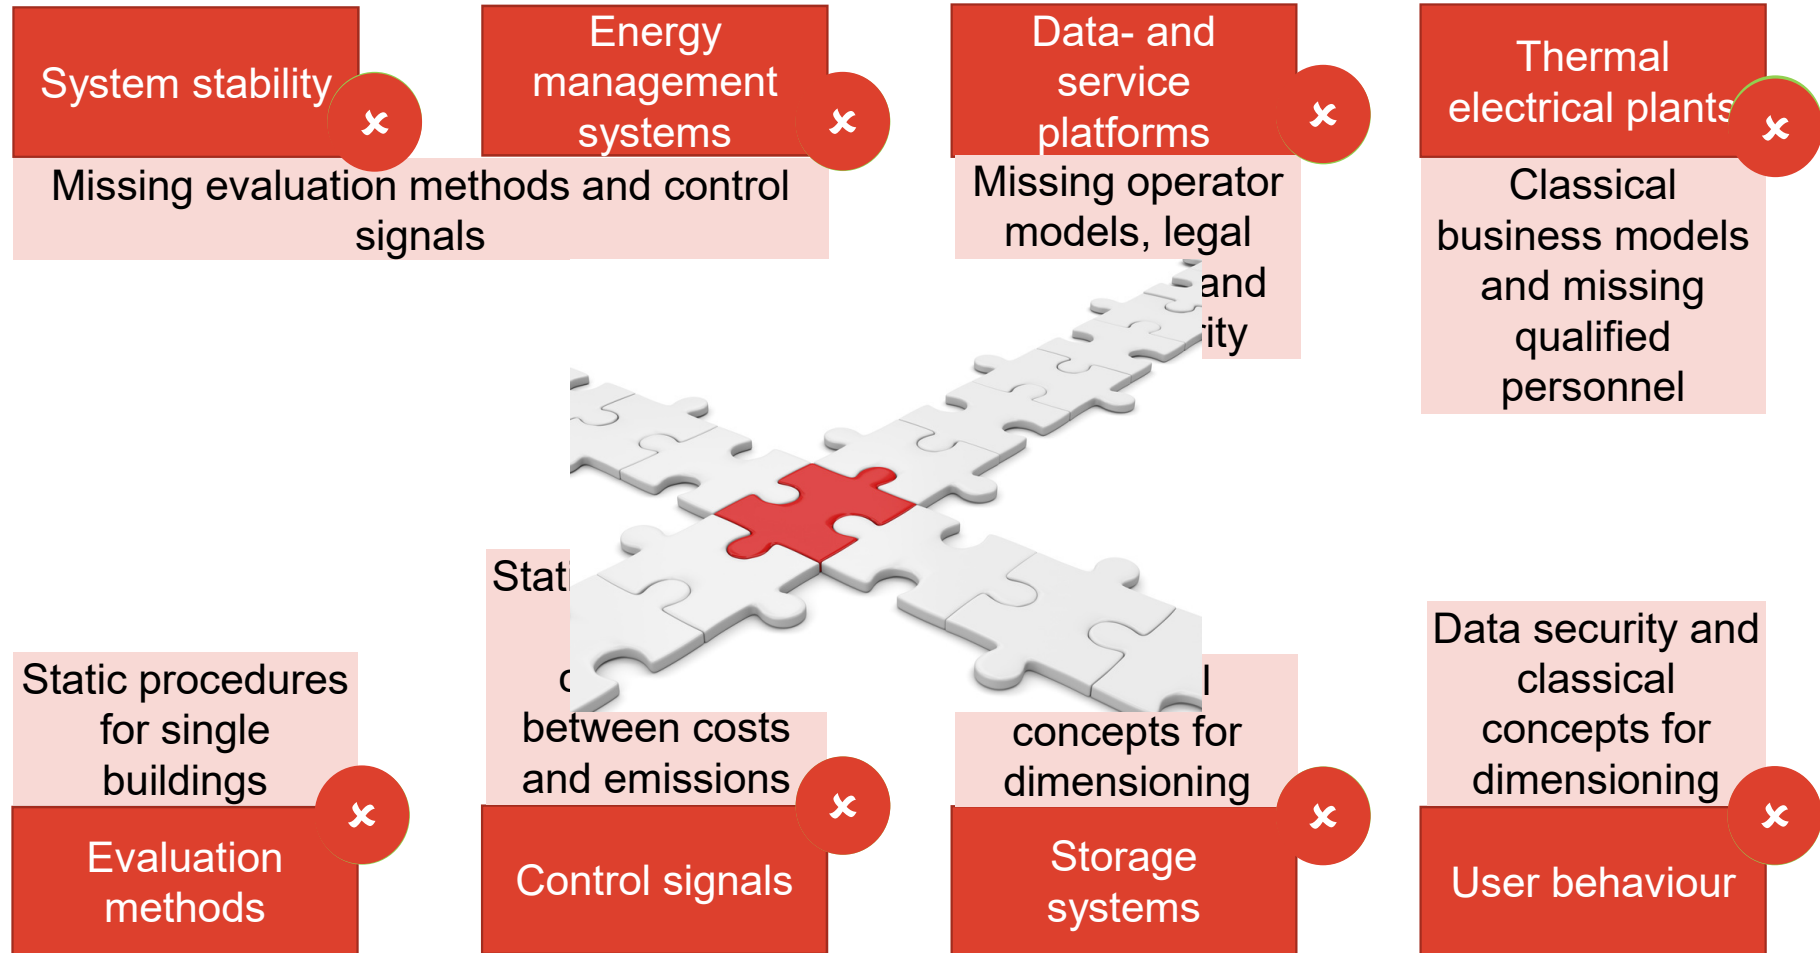 System stability
Energy
management
systems
Data- and
service
platforms
Thermal
electrical plants
Missing evaluation methods and control
signals
Missing operator
models, legal
and
Classical
business models
and missing
qualified
personnel
Static procedures
for single
buildings
between costs
and emissions
concepts for
dimensioning
Data security and
classical
concepts for
dimensioning
Evaluation
methods
Control signals
Storage
systems
User behaviour